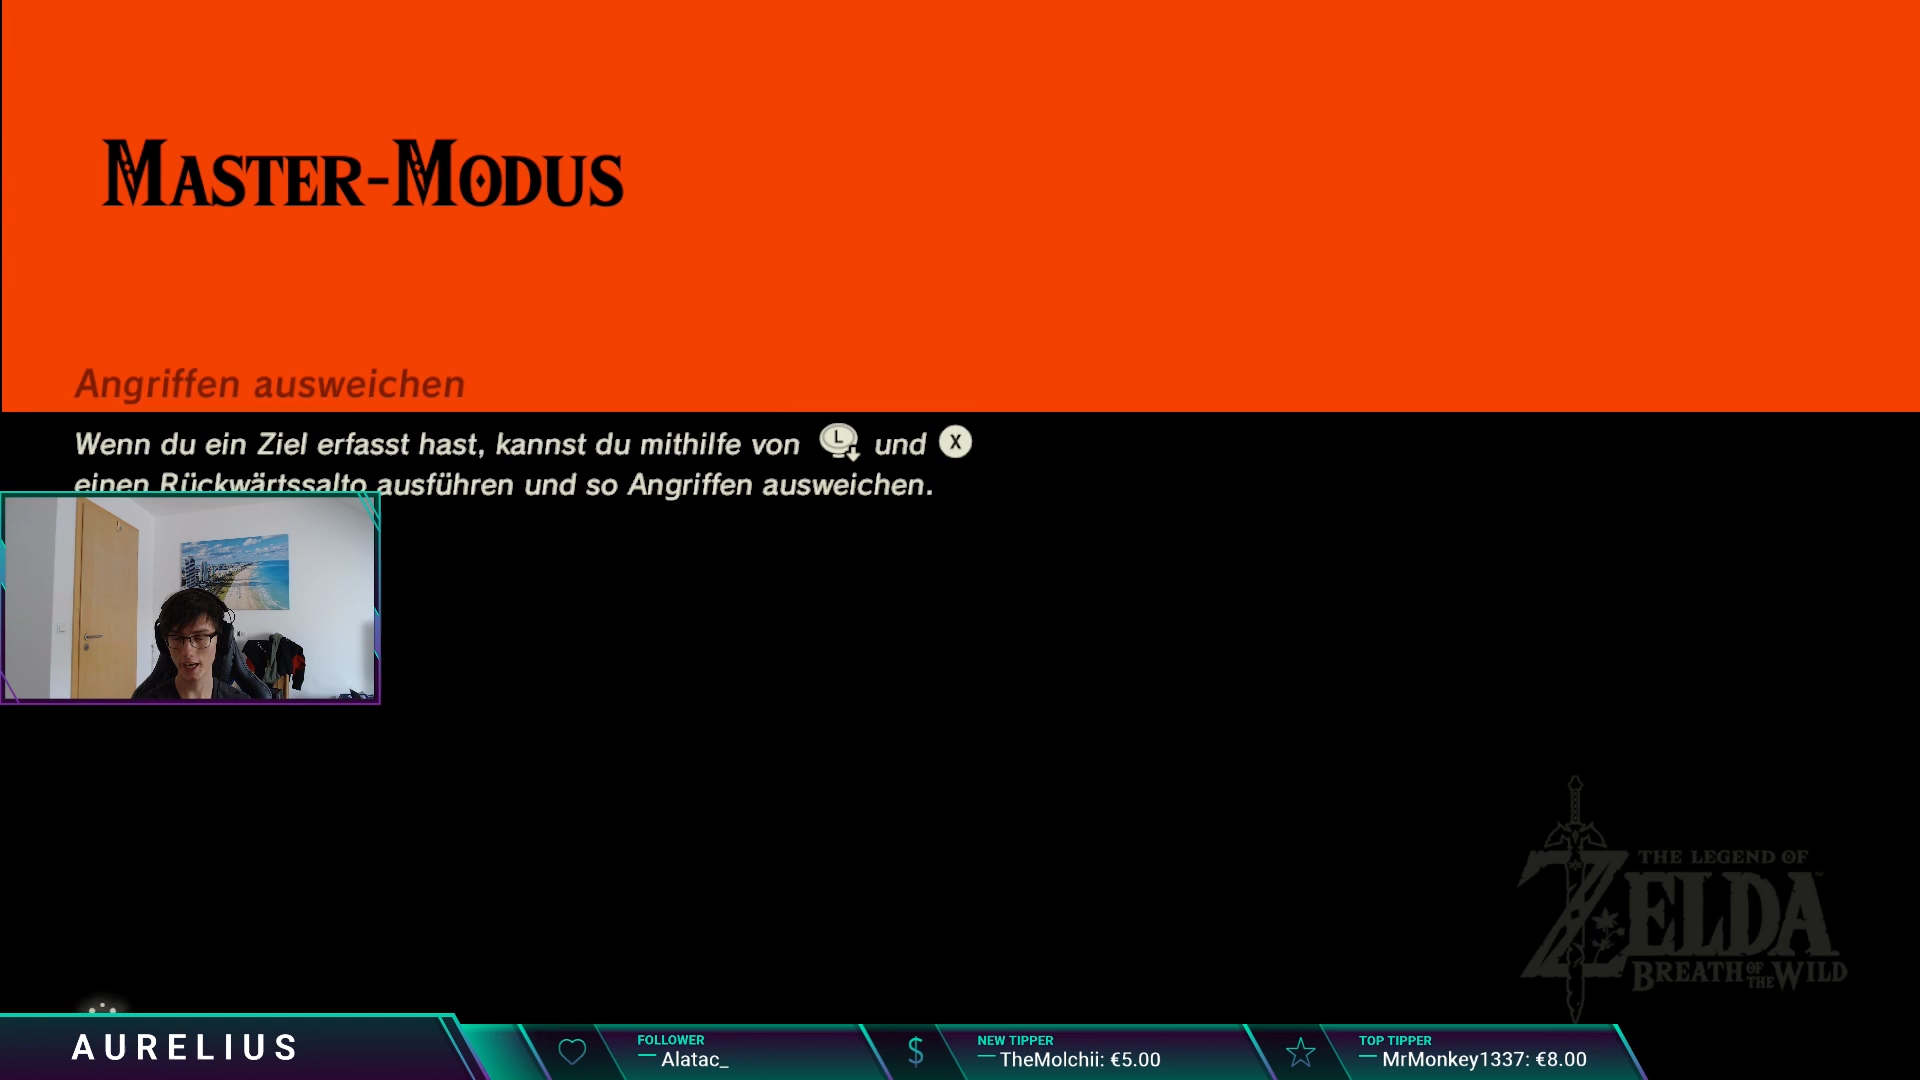 MASTER-MODUS
Angriffen ausweichen
Wenn du ein Ziel erfasst hast, kannst du mithilfe von L und X
einen Rückwärtssalto ausführen und so Angriffen ausweichen.
THE LEGEND OF
ZELDA
BREATH OF THE WILD
AURELIUS
FOLLOWER
Alatac_
NEW TIPPER
TheMolchii: €5.00
TOP TIPPER
MrMonkey1337: €8.00